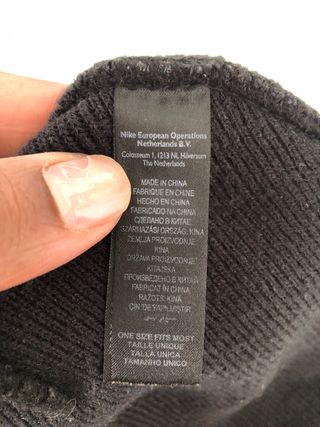 Nike European Operations
Netherlands B.V.
Colosseum 1, 1213 NL Hilversum
The Netherlands
MADE IN CHINA
FABRIQUE EN CHINE
HECHO EN CHINA
FABRICADO NA CHINA
СДЕЛАНО В КИТАЕ
SZÁRMAZÁSI ORSZÁG: KÍNA
ZEMLJA PROIZVODNJE
KINA
DRŽAVA PROIZVODNJE:
KITAJSKA
ПРОИЗВЕДЕНО В КИТАЙ
FABRICAT ÎN CHINA
RAŽOTS: ĶĪNA
ÇİN'DE YAPILMIŞTIR
ONE SIZE FITS MOST
TAILLE UNIQUE
TALLA UNICA
TAMANHO UNICO